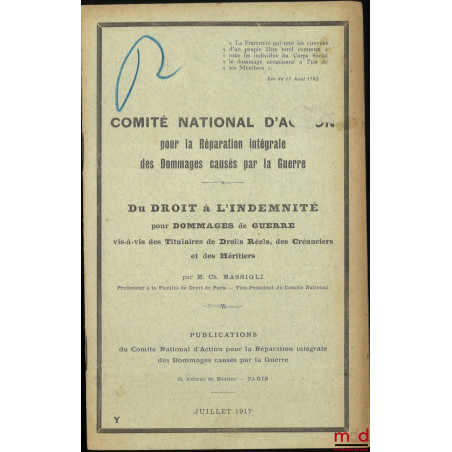 « La Fraternité qui unit les citoyens
« d'un peuple libre rend commun à
« tous les individus du Corps Social
« le dommage occasionné à l'un de
« ses Membres ».
Loi du 11 Août 1792
COMITÉ NATIONAL D'ACTION
pour la Réparation intégrale
des Dommages causés par la Guerre
Du DROIT à L'INDEMNITÉ
pour DOMMAGES de GUERRE
vis-à-vis des Titulaires de Droits Réels, des Créanciers
et des Héritiers
par M. Ch. MASSIGLI
Professeur à la Faculté de Droit de Paris — Vice-Président du Comité National
PUBLICATIONS
du Comité National d'Action pour la Réparation intégrale
des Dommages causés par la Guerre
Avenue de Messine — PARIS
JUILLET 1917
Y